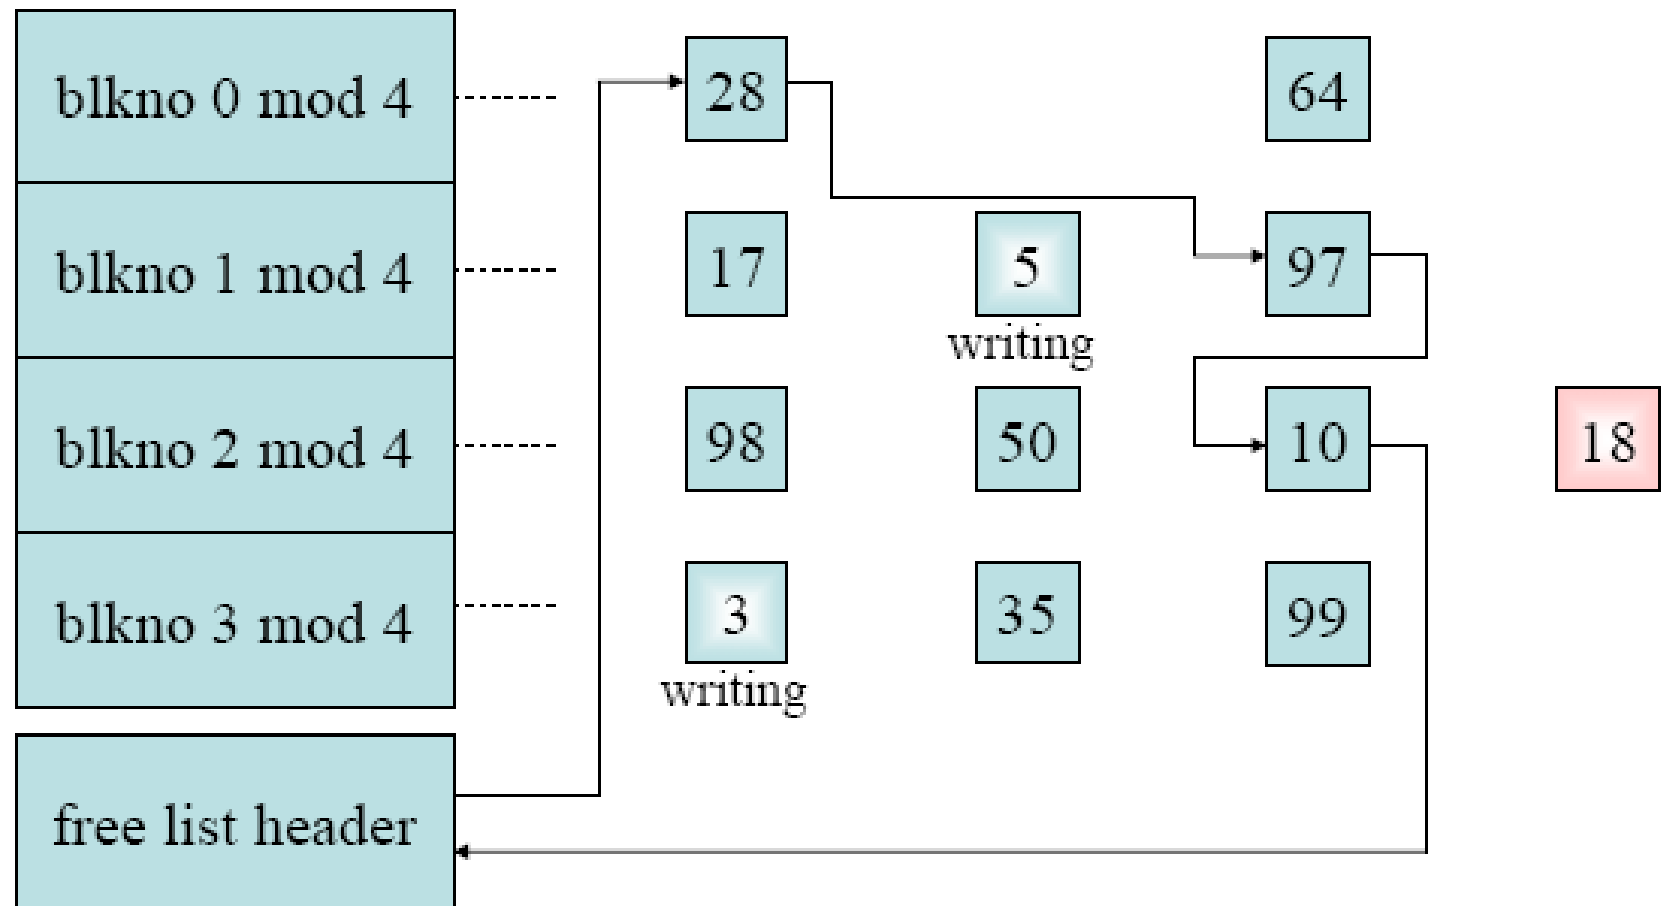 blkno 0 mod 4
28
64
blkno 1 mod 4
17
5
97
writing
blkno 2 mod 4
98
50
10
18
blkno 3 mod 4
3
35
99
writing
free list header